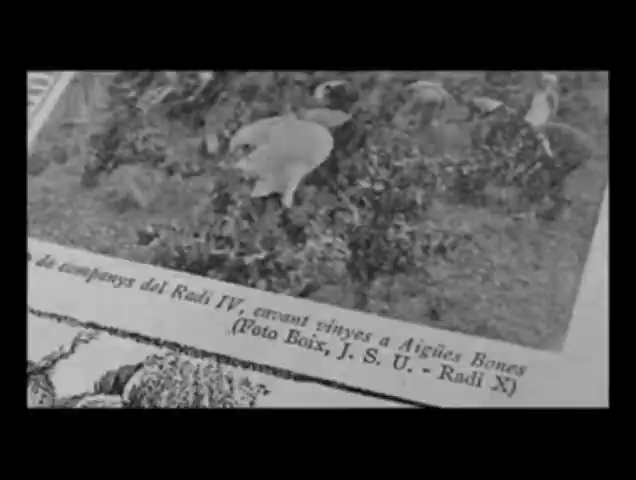 de companys del Radi IV, cavant vinyes a Aigües Bones
(Foto Boix, J. S. U. - Radi X)